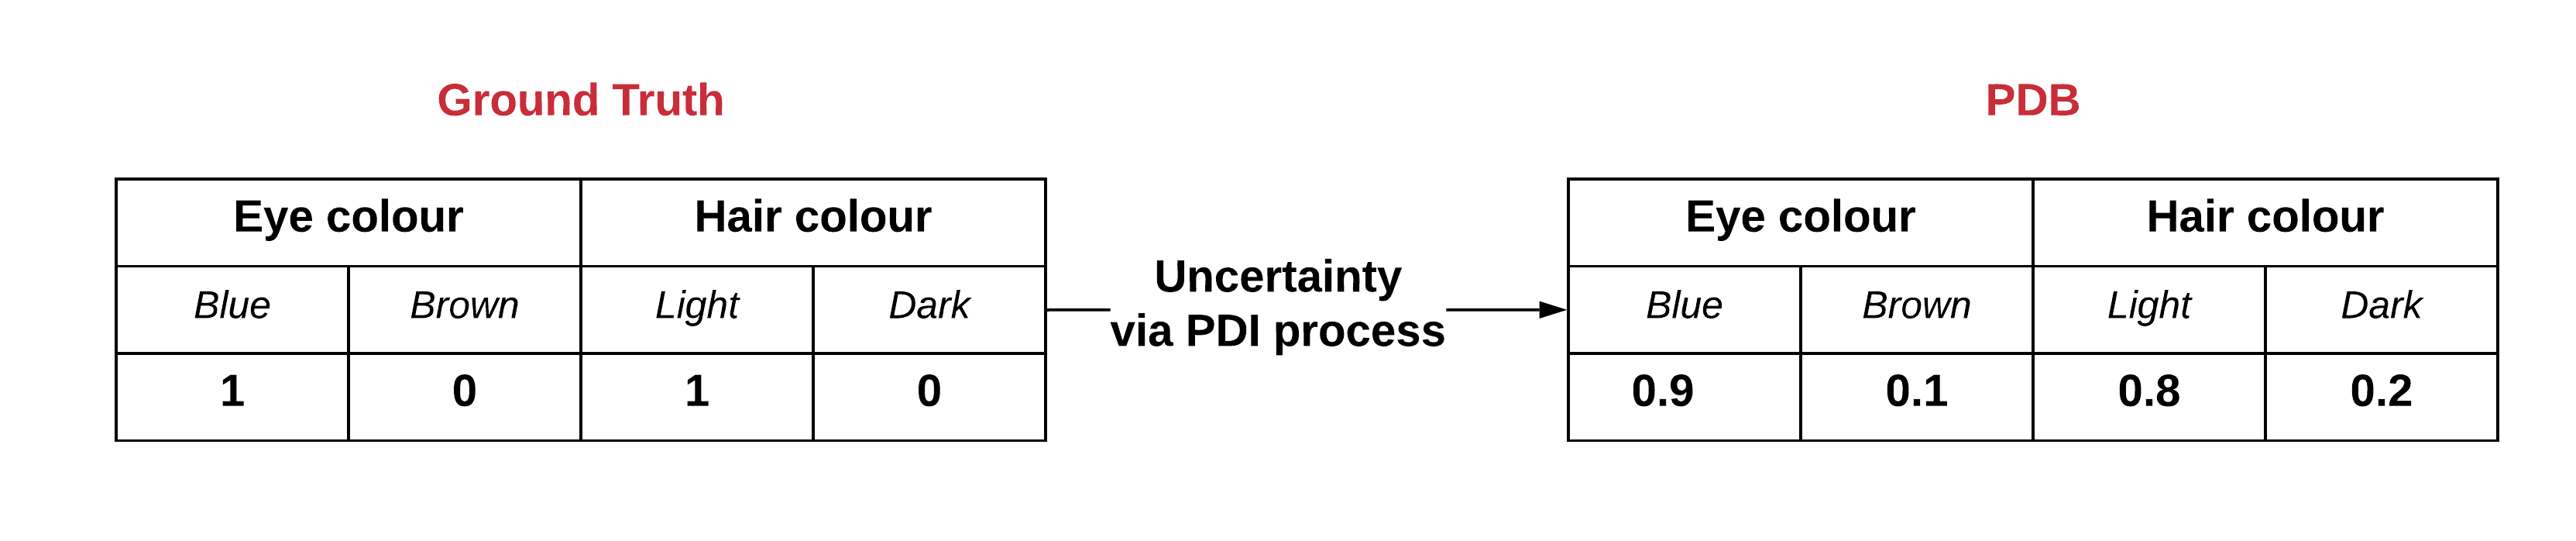 Ground Truth
PDB
Eye colour Hair colour
Blue Brown Light Dark
1 0 1 0
Uncertainty
via PDI process
Eye colour Hair colour
Blue Brown Light Dark
0.9 0.1 0.8 0.2